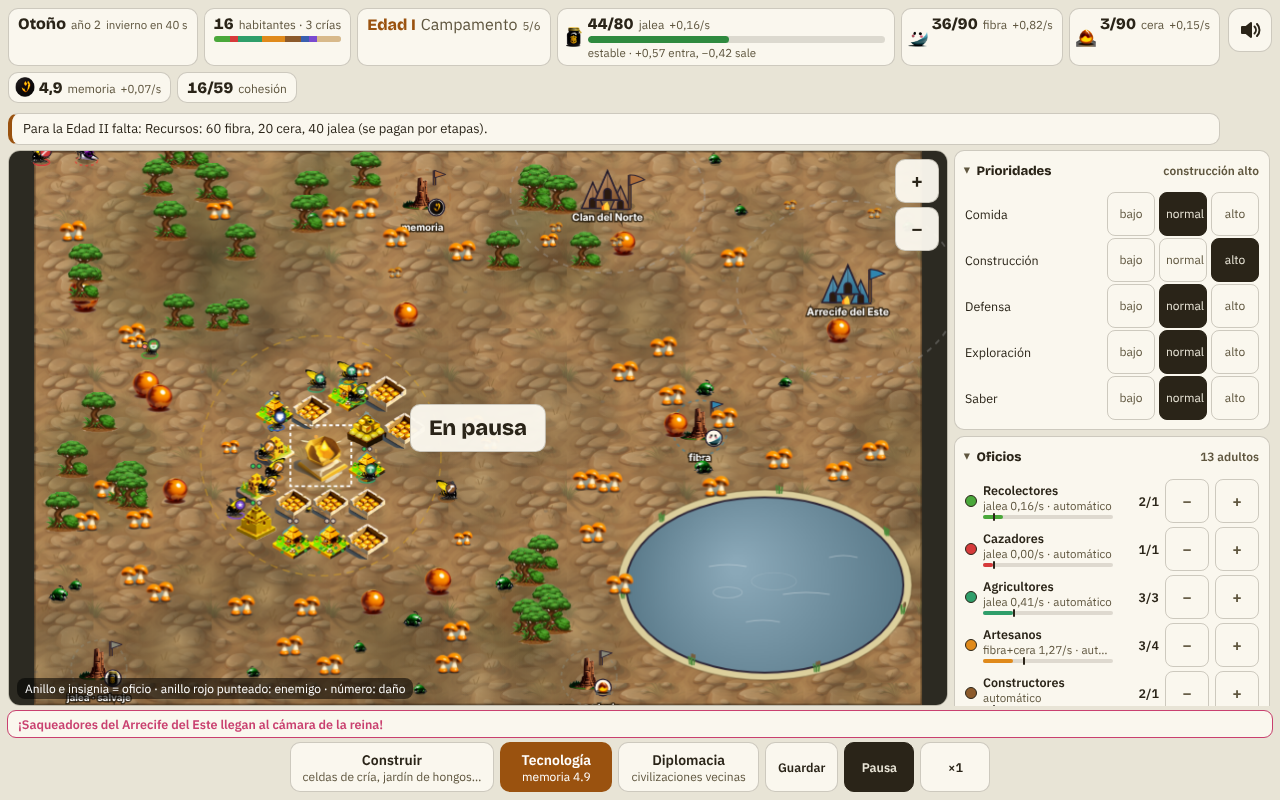 Otoño año 2 invierno en 40 s
16 habitantes · 3 crías
Edad I Campamento 5/6
44/80 jalea +0,16/s
estable · +0,57 entra, −0,42 sale
36/90 fibra +0,82/s
3/90 cera +0,15/s
4,9 memoria +0,07/s
16/59 cohesión
Para la Edad II falta: Recursos: 60 fibra, 20 cera, 40 jalea (se pagan por etapas).
+
−
memoria
Clan del Norte
Arrecife del Este
En pausa
fibra
jalea salvaje
Anillo e insignia = oficio · anillo rojo punteado: enemigo · número: daño
▼ Prioridades construcción alto
Comida bajo normal alto
Construcción bajo normal alto
Defensa bajo normal alto
Exploración bajo normal alto
Saber bajo normal alto
▼ Oficios 13 adultos
Recolectores
jalea 0,16/s · automático
2/1 − +
Cazadores
jalea 0,00/s · automático
1/1 − +
Agricultores
jalea 0,41/s · automático
3/3 − +
Artesanos
fibra+cera 1,27/s · aut...
3/4 − +
Constructores
automático
2/1 − +
¡Saqueadores del Arrecife del Este llegan al cámara de la reina!
Construir
celdas de cría, jardín de hongos...
Tecnología
memoria 4.9
Diplomacia
civilizaciones vecinas
Guardar
Pausa
×1